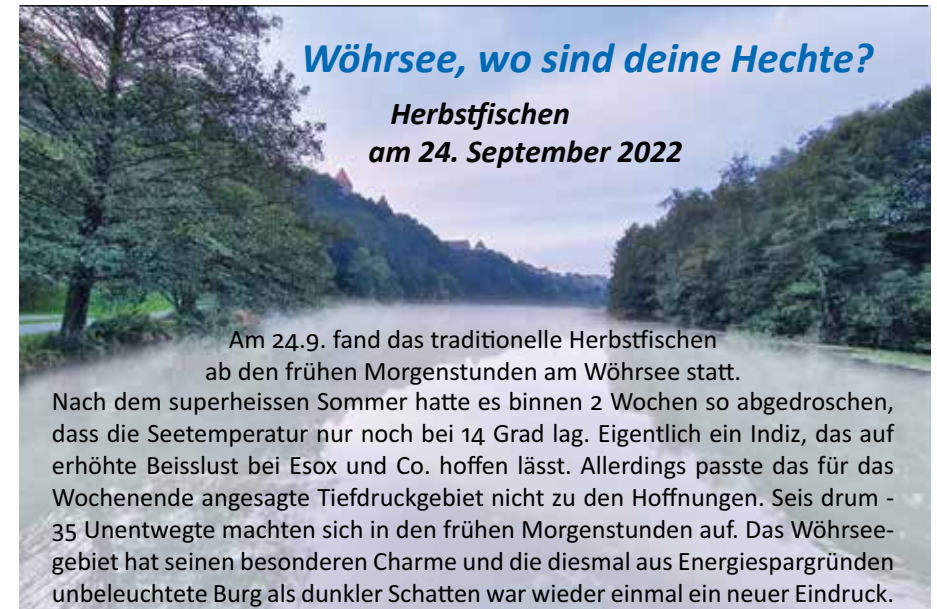 Wöhrsee, wo sind deine Hechte?
Herbstfischen
am 24. September 2022
Am 24.9. fand das traditionelle Herbstfischen
ab den frühen Morgenstunden am Wöhrsee statt.
Nach dem superheissen Sommer hatte es binnen 2 Wochen so abgedroschen,
dass die Seetemperatur nur noch bei 14 Grad lag. Eigentlich ein Indiz, das auf
erhöhte Beisslust bei Esox und Co. hoffen lässt. Allerdings passte das für das
Wochenende angesagte Tiefdruckgebiet nicht zu den Hoffnungen. Seis drum -
35 Unentwegte machten sich in den frühen Morgenstunden auf. Das Wöhrsee-
gebiet hat seinen besonderen Charme und die diesmal aus Energiespargründen
unbeleuchtete Burg als dunkler Schatten war wieder einmal ein neuer Eindruck.